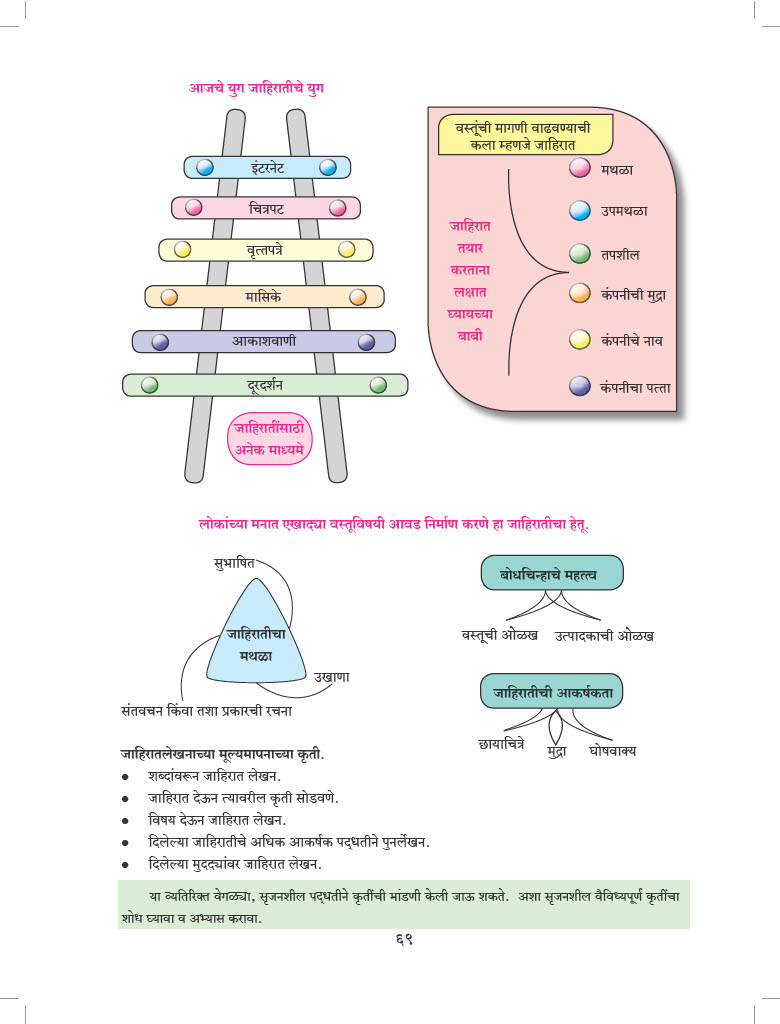 आजचे युग जाहिरातीचे युग
इंटरनेट
चित्रपट
वृत्तपत्रे
मासिके
आकाशवाणी
दूरदर्शन
जाहिरातींसाठी
अनेक माध्यमे
वस्तूंची मागणी वाढवण्याची
कला म्हणजे जाहिरात
जाहिरात
तयार
करताना
लक्षात
घ्यायच्या
बाबी
मथळा
उपमथळा
तपशील
कंपनीची मुद्रा
कंपनीचे नाव
कंपनीचा पत्ता
लोकांच्या मनात एखाद्या वस्तूविषयी आवड निर्माण करणे हा जाहिरातीचा हेतू.
सुभाषित
जाहिरातीचा
मथळा
उखाणा
संतवचन किंवा तशा प्रकारची रचना
बोधचिन्हाचे महत्त्व
वस्तूची ओळख उत्पादकाची ओळख
जाहिरातीची आकर्षकता
छायाचित्रे मुद्रा घोषवाक्य
जाहिरातलेखनाच्या मूल्यमापनाच्या कृती.
● शब्दांवरून जाहिरात लेखन.
● जाहिरात देऊन त्यावरील कृती सोडवणे.
● विषय देऊन जाहिरात लेखन.
● दिलेल्या जाहिरातीचे अधिक आकर्षक पद्धतीने पुनर्लेखन.
● दिलेल्या मुदद्यांवर जाहिरात लेखन.
या व्यतिरिक्त वेगळ्या, सृजनशील पद्धतीने कृतींची मांडणी केली जाऊ शकते. अशा सृजनशील वैविध्यपूर्ण कृतींचा
शोध घ्यावा व अभ्यास करावा.
६९